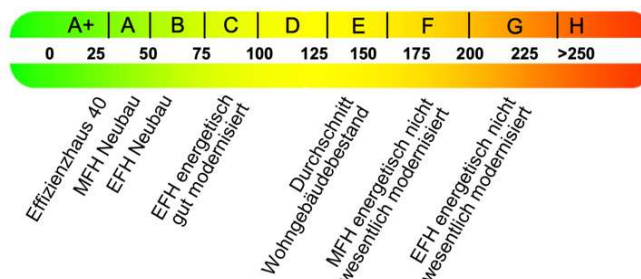 A+ A B C D E F G H
0 25 50 75 100 125 150 175 200 225 >250
Effizienzhaus 40
MFH Neubau
EFH Neubau
EFH energetisch
gut modernisiert
Durchschnitt
Wohngebäudebestand
MFH energetisch nicht
wesentlich modernisiert
EFH energetisch nicht
wesentlich modernisiert